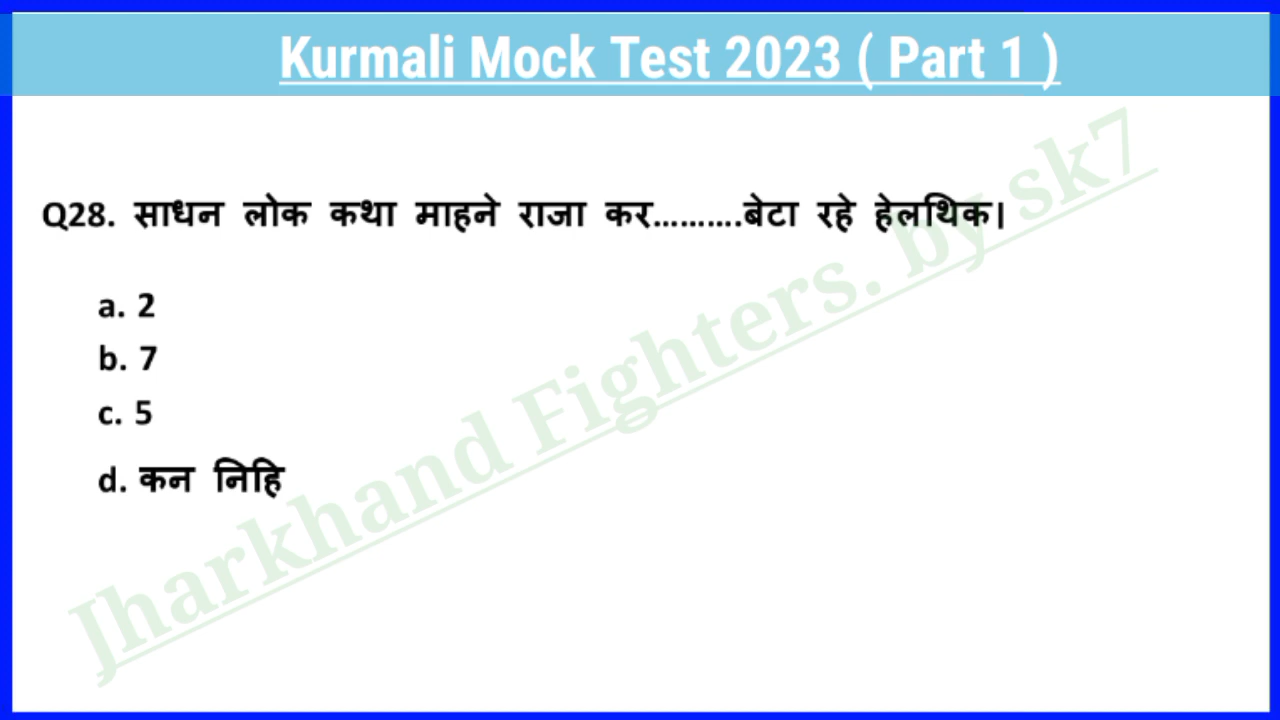 Kurmali Mock Test 2023 ( Part 1 )
Q28. साधन लोक कथा माहने राजा कर..........बेटा रहे हेलथिक।
a. 2
b. 7
c. 5
d. कन निहि
Jharkhand Fighters. by sk7